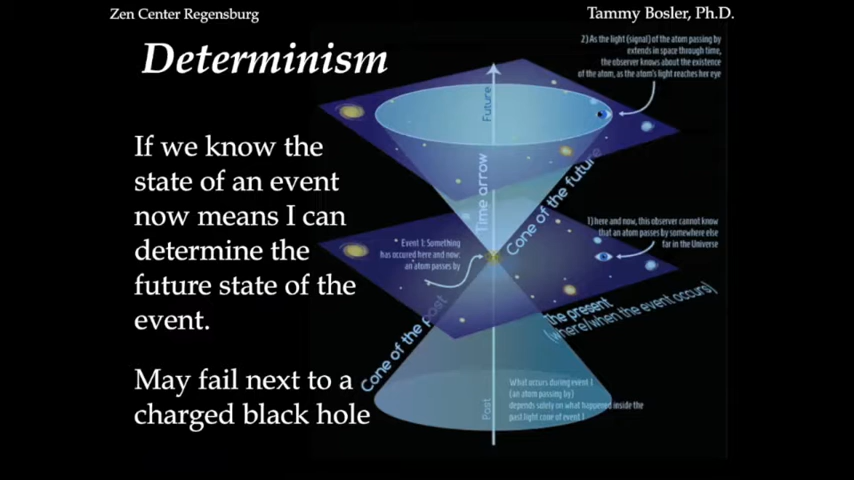 Zen Center Regensburg
Tammy Bosler, Ph.D.
Determinism
If we know the
state of an event
now means I can
determine the
future state of the
event.
May fail next to a
charged black hole
2) As the light (signal) of the atom passing by
extends in space through time,
the observer knows about the existence
of the atom, as the atom's light reaches her eye
Future
Time arrow
Cone of the future
1) here and now, this observer cannot know
that an atom passes by somewhere else
far in the Universe
Event 1: Something
has occured here and now:
an atom passes by
the present
(where/when the event occurs)
Cone of the past
Past
What occurs during event 1
(an atom passing by)
depends solely on what happened inside the
past light cone of event 1